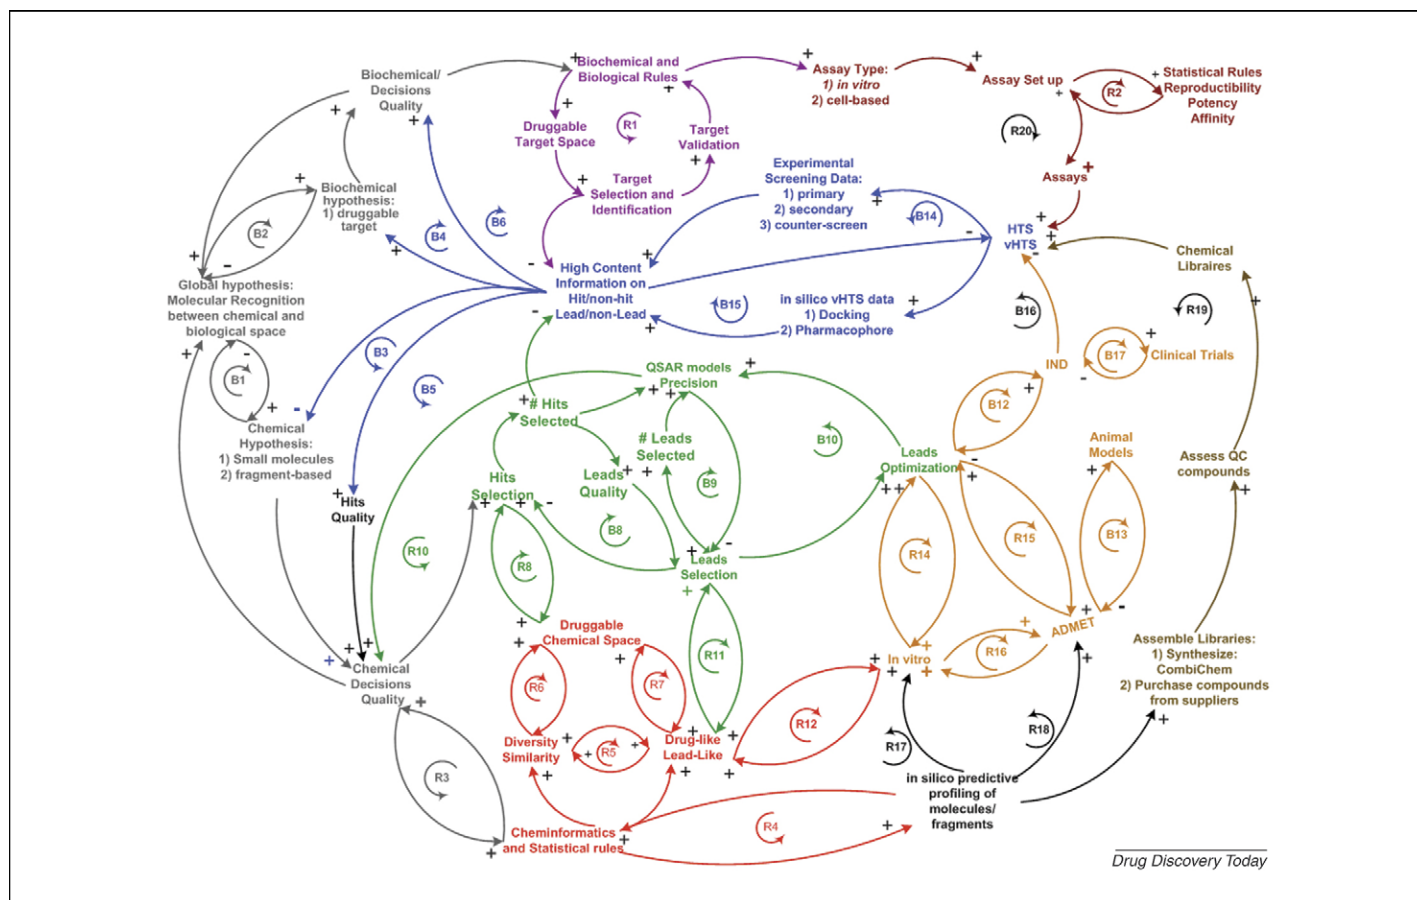 Biochemical/
Decisions
Quality
Biochemical and
Biological Rules
Assay Type:
1) in vitro
2) cell-based
Assay Set up
Statistical Rules
Reproductibility
Potency
Affinity
R2
R20
R1
Druggable
Target Space
Target
Validation
Target
Selection and
Identification
Assays
Experimental
Screening Data:
1) primary
2) secondary
3) counter-screen
B14
HTS
vHTS
Biochemical
hypothesis:
1) druggable
target
B2
B4
B6
Chemical
Libraires
Global hypothesis:
Molecular Recognition
between chemical and
biological space
High Content
Information on
Hit/non-hit
Lead/non-Lead
B15
in silico vHTS data
1) Docking
2) Pharmacophore
B16
R19
B1
B3
B5
QSAR models
Precision
IND
B17
Clinical Trials
# Hits
Selected
B12
Chemical
Hypothesis:
1) Small molecules
2) fragment-based
# Leads
Selected
B10
Leads
Optimization
Animal
Models
Assess QC
compounds
Hits
Selection
Leads
Quality
B9
Hits
Quality
B8
R10
R8
Leads
Selection
R14
R15
B13
Druggable
Chemical Space
R11
In vitro
R16
ADMET
Assemble Libraries:
1) Synthesize:
CombiChem
2) Purchase compounds
from suppliers
Chemical
Decisions
Quality
R6
R7
R12
R17
R18
Diversity
Similarity
R5
Drug-like
Lead-Like
R3
in silico predictive
profiling of
molecules/
fragments
Cheminformatics
and Statistical rules
R4
Drug Discovery Today